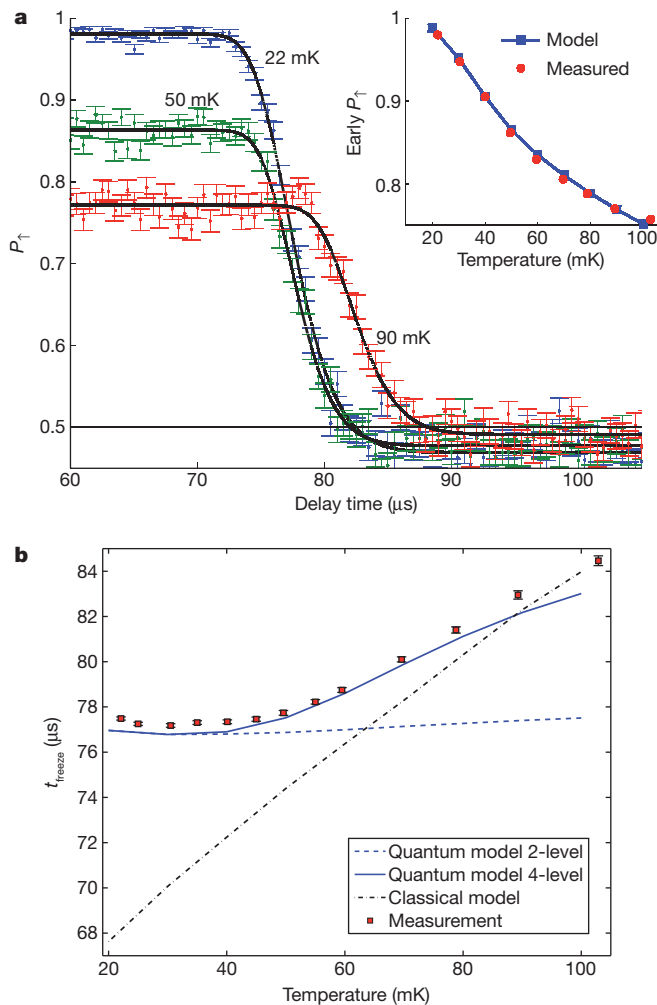 a
1
0.9
0.8
0.7
0.6
0.5
P↑
60
70
80
90
100
Delay time (μs)
22 mK
50 mK
90 mK
1
0.9
0.8
Early P↑
20
40
60
80
100
Temperature (mK)
Model
Measured
b
84
82
80
78
76
74
72
70
68
t freeze (μs)
20
40
60
80
100
Temperature (mK)
Quantum model 2-level
Quantum model 4-level
Classical model
Measurement